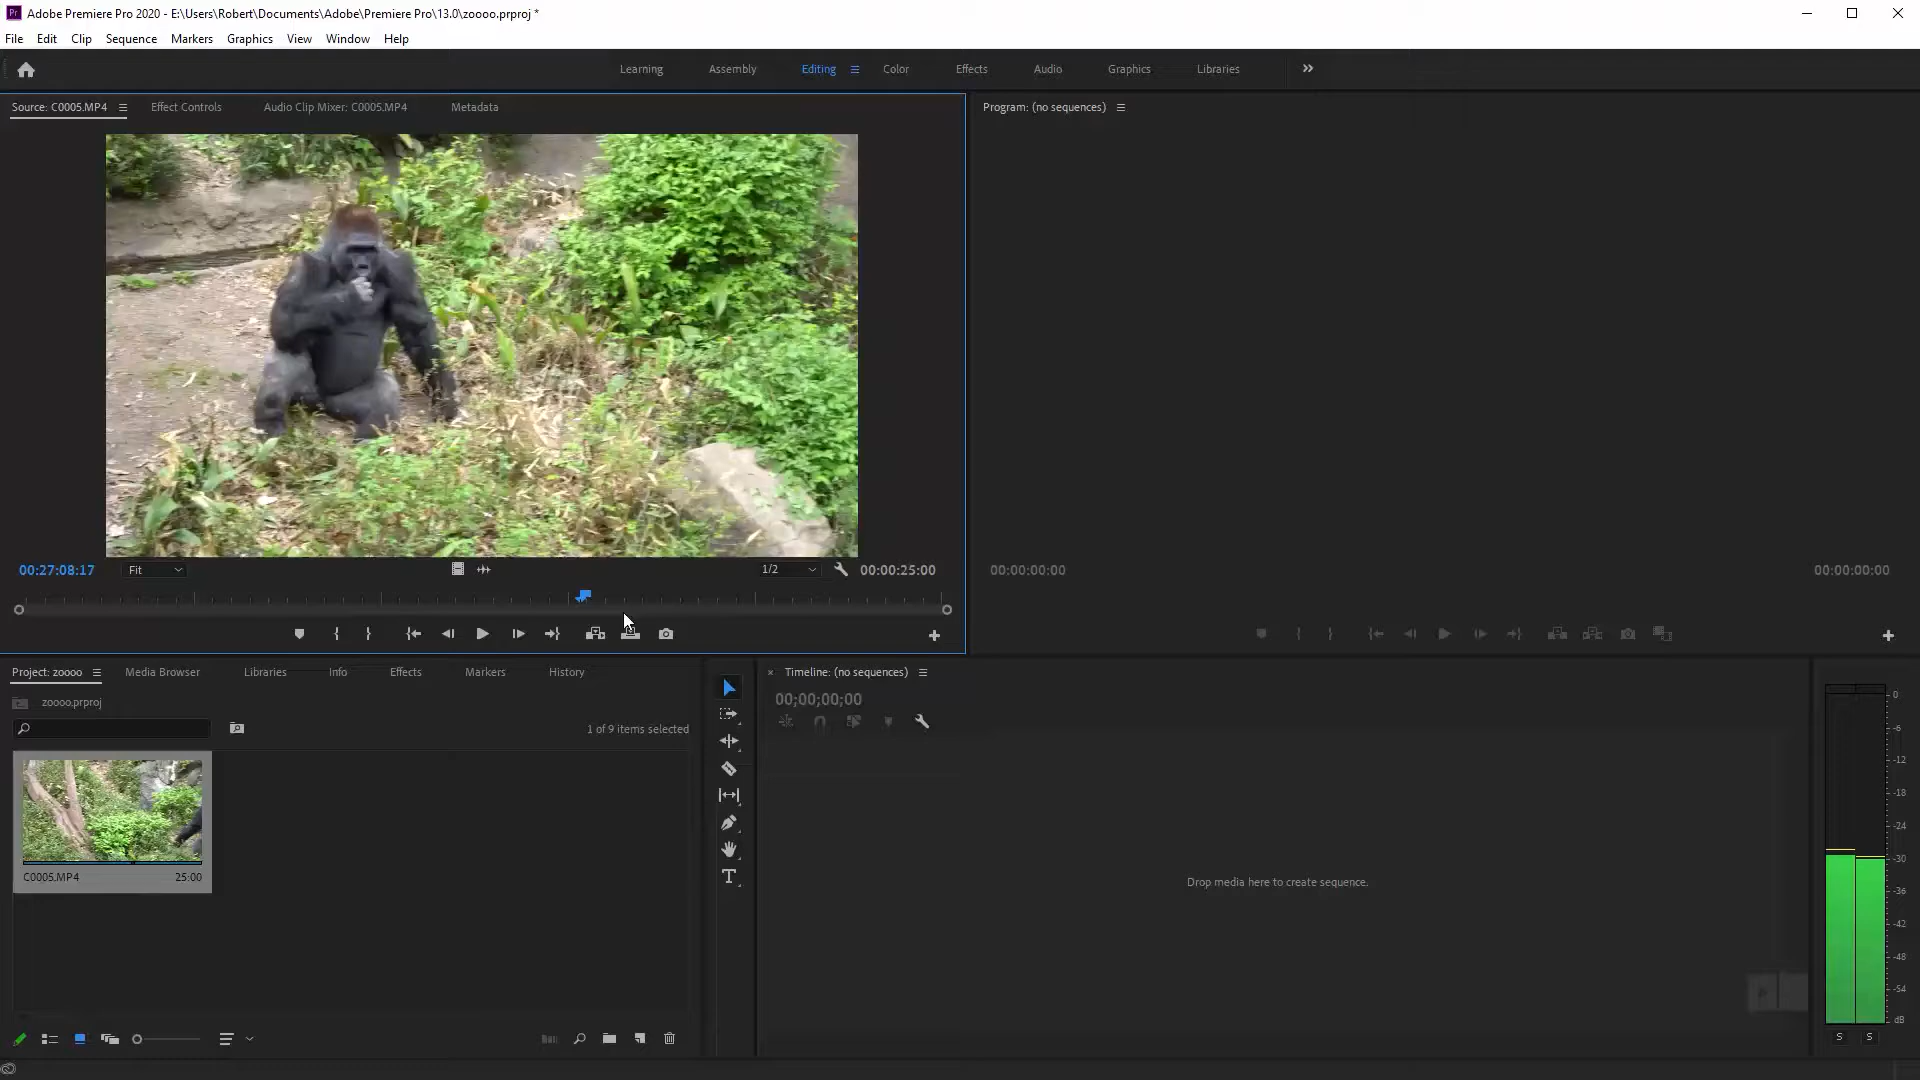 Adobe Premiere Pro 2020 - E:\Users\Robert\Documents\Adobe\Premiere Pro\13.0\zoooo.prproj *
File Edit Clip Sequence Markers Graphics View Window Help
Learning Assembly Editing Color Effects Audio Graphics Libraries
Source: C0005.MP4 Effect Controls Audio Clip Mixer: C0005.MP4 Metadata
Program: (no sequences)
00:27:08:17 Fit 1/2 00:00:25:00
00:00:00:00 00:00:00:00
Project: zoooo Media Browser Libraries Info Effects Markers History
Timeline: (no sequences)
zoooo.prproj
00;00;00;00
1 of 9 items selected
C0005.MP4 25:00
Drop media here to create sequence.
0
-6
-12
-18
-24
-30
-36
-42
-48
-54
dB
S S